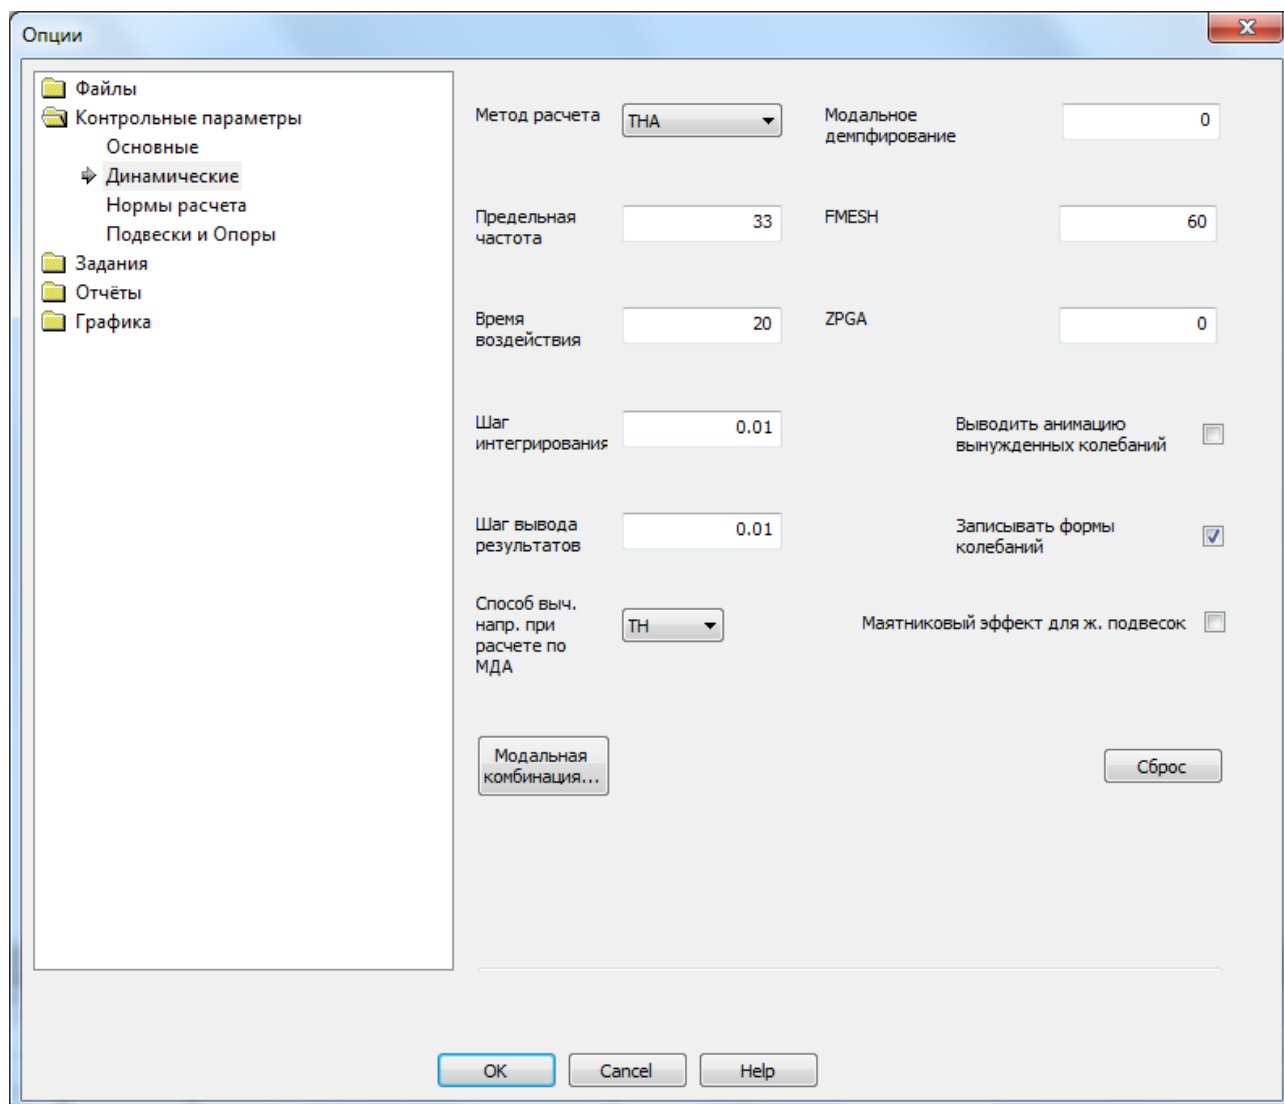 Опции
Файлы
Контрольные параметры
Основные
Динамические
Нормы расчета
Подвески и Опоры
Задания
Отчёты
Графика
Метод расчета
THA
Модальное
демпфирование
0
Предельная
частота
33
FMESH
60
Время
воздействия
20
ZPGA
0
Шаг
интегрирования
0.01
Выводить анимацию
вынужденных колебаний
Шаг вывода
результатов
0.01
Записывать формы
колебаний
Способ выч.
напр. при
расчете по
МДА
TH
Маятниковый эффект для ж. подвесок
Модальная
комбинация...
Сброс
OK
Cancel
Help